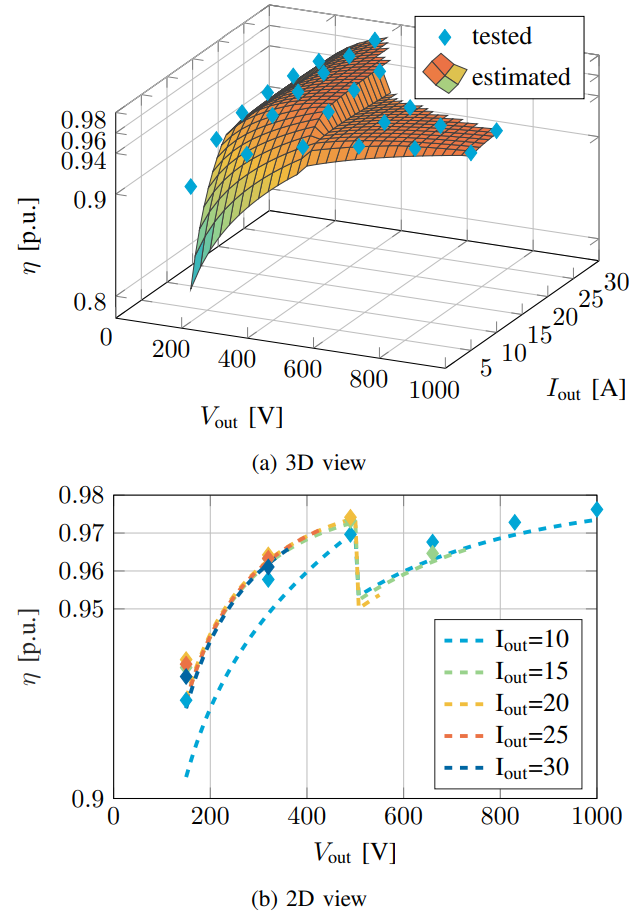 tested
estimated
0.98
0.96
0.94
0.9
0.8
η [p.u.]
0
200
400
600
800
1000
V_out [V]
5
10
15
20
25
30
I_out [A]
(a) 3D view
0.98
0.97
0.96
0.95
0.9
η [p.u.]
I_out=10
I_out=15
I_out=20
I_out=25
I_out=30
0
200
400
600
800
1000
V_out [V]
(b) 2D view